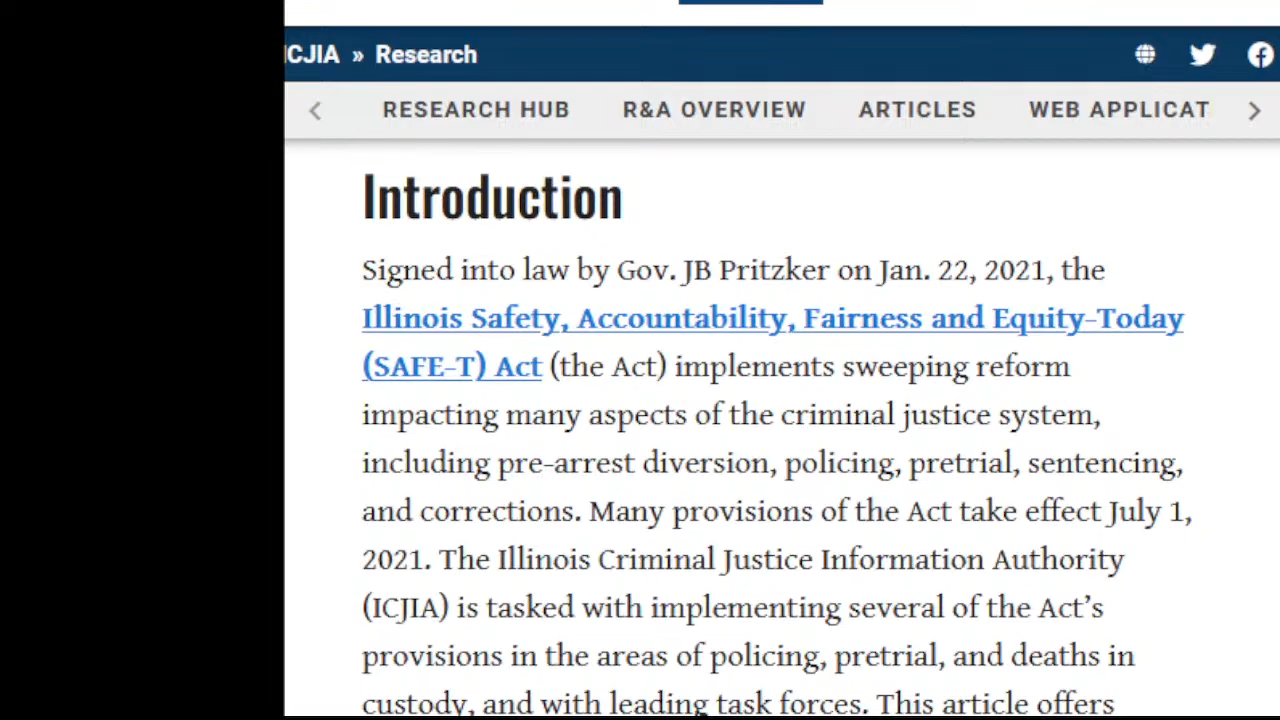 ICJIA » Research
RESEARCH HUB R&A OVERVIEW ARTICLES WEB APPLICAT
Introduction
Signed into law by Gov. JB Pritzker on Jan. 22, 2021, the
Illinois Safety, Accountability, Fairness and Equity-Today
(SAFE-T) Act (the Act) implements sweeping reform
impacting many aspects of the criminal justice system,
including pre-arrest diversion, policing, pretrial, sentencing,
and corrections. Many provisions of the Act take effect July 1,
2021. The Illinois Criminal Justice Information Authority
(ICJIA) is tasked with implementing several of the Act’s
provisions in the areas of policing, pretrial, and deaths in
custody, and with leading task forces. This article offers